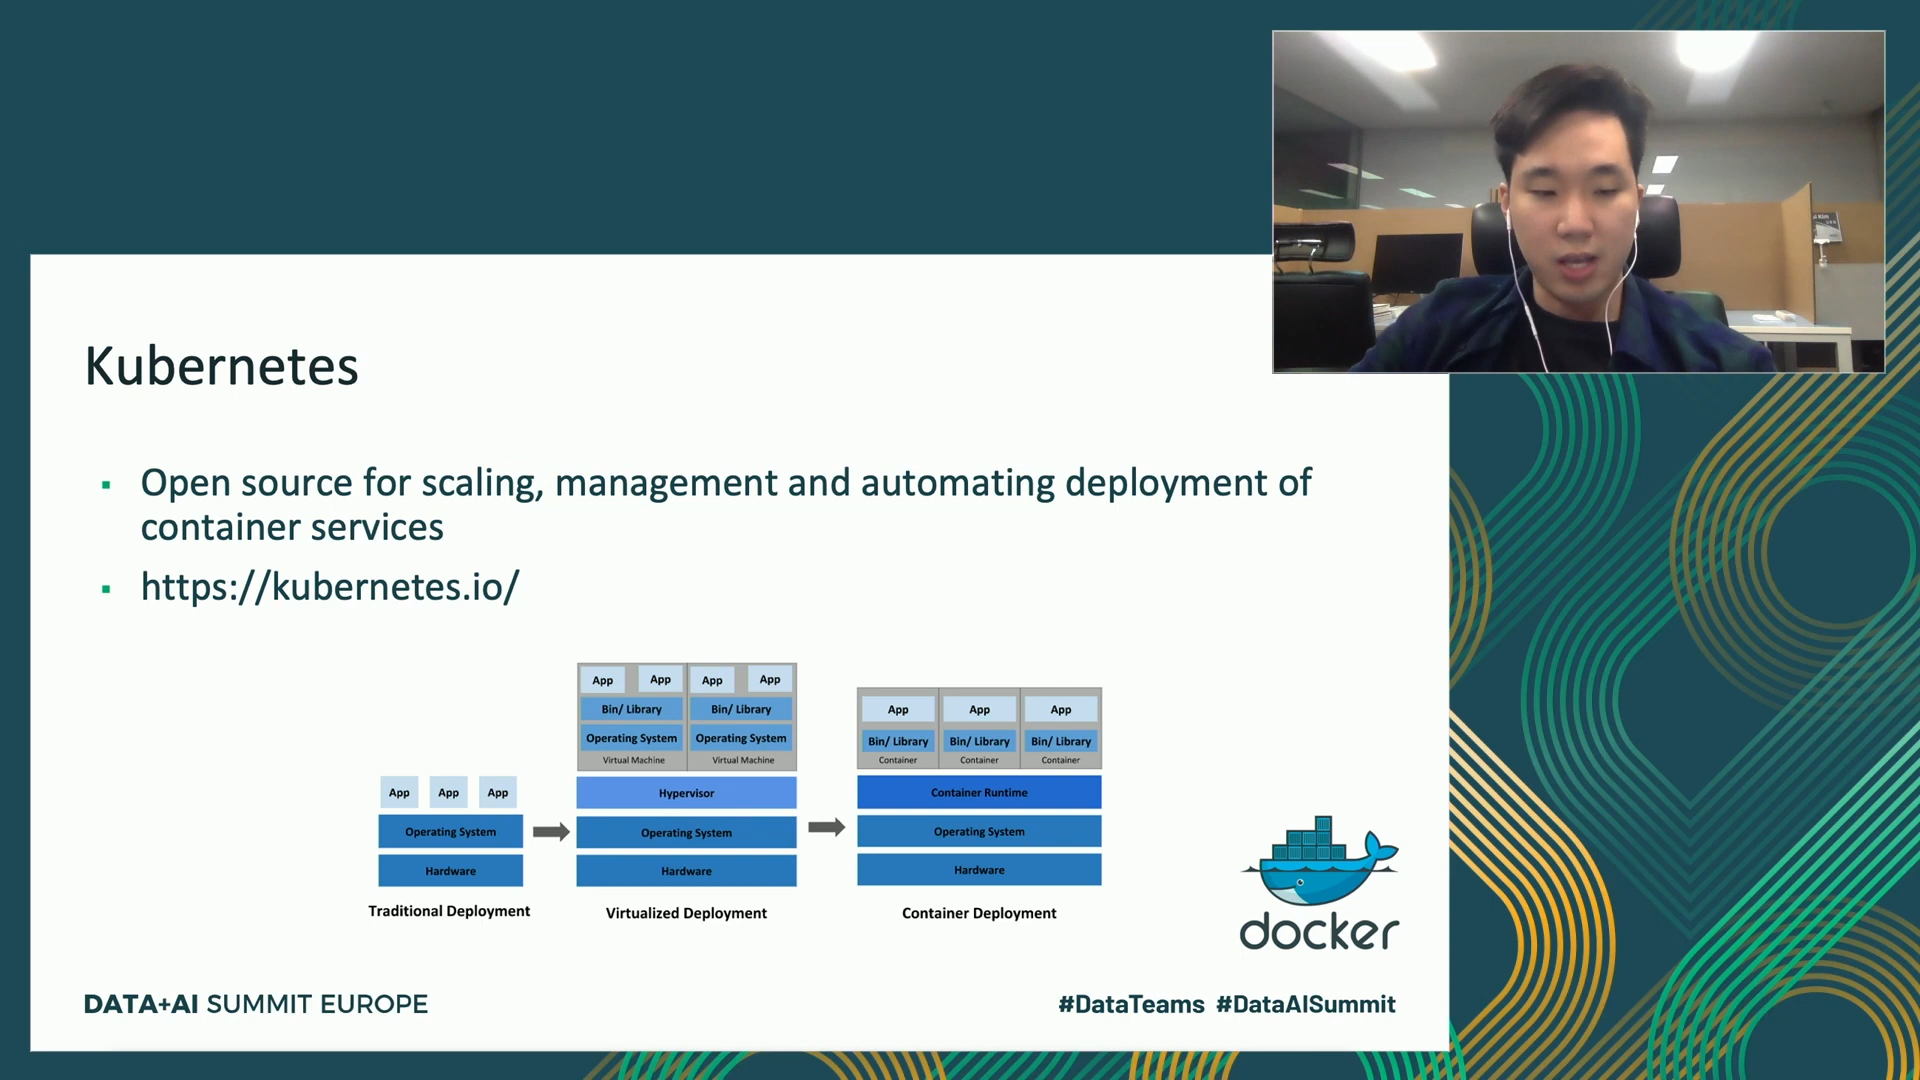 Kubernetes
Open source for scaling, management and automating deployment of
container services
https://kubernetes.io/
App App App
Operating System
Hardware
Traditional Deployment
App App App App
Bin/ Library Bin/ Library
Operating System Operating System
Virtual Machine Virtual Machine
Hypervisor
Operating System
Hardware
Virtualized Deployment
App App App
Bin/ Library Bin/ Library Bin/ Library
Container Container Container
Container Runtime
Operating System
Hardware
Container Deployment
docker
DATA+AI SUMMIT EUROPE
#DataTeams #DataAISummit